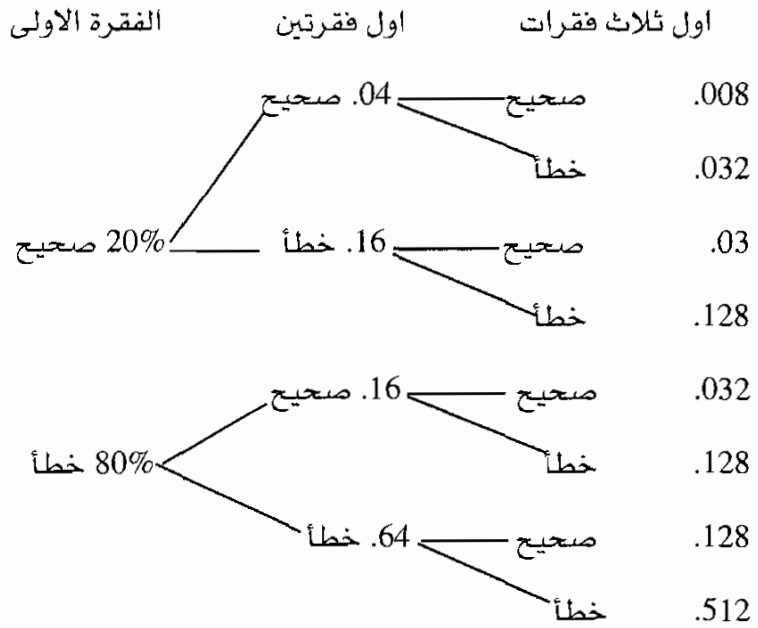 الفقرة الاولى اول فقرتين اول ثلاث فقرات
صحيح .04 صحيح .008
خطأ .032
صحيح 20% خطأ .16 صحيح .03
خطأ .128
صحيح .16 صحيح .032
خطأ 80% خطأ .128
خطأ .64 صحيح .128
خطأ .512